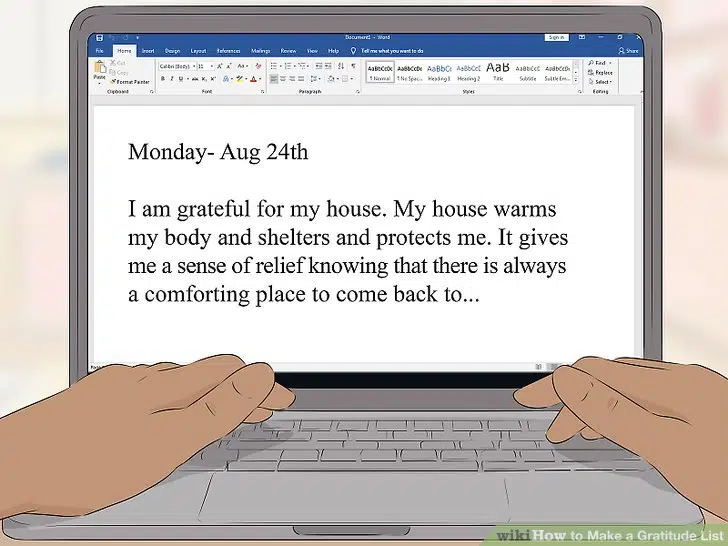 Document1 - Word
Sign in
File Home Insert Design Layout References Mailings Review View Help Tell me what you want to do Share
Paste
Cut
Copy
Format Painter
Calibri (Body) 11
AaBbCcDc AaBbCcDc AaBbCc AaBbCcC AaB AaBbCcC AaBbCcD
1 Normal 1 No Spac... Heading 1 Heading 2 Title Subtitle Subtle Em...
Find
Replace
Select
Clipboard Font Paragraph Styles Editing
Monday- Aug 24th
I am grateful for my house. My house warms
my body and shelters and protects me. It gives
me a sense of relief knowing that there is always
a comforting place to come back to...
wikiHow to Make a Gratitude List